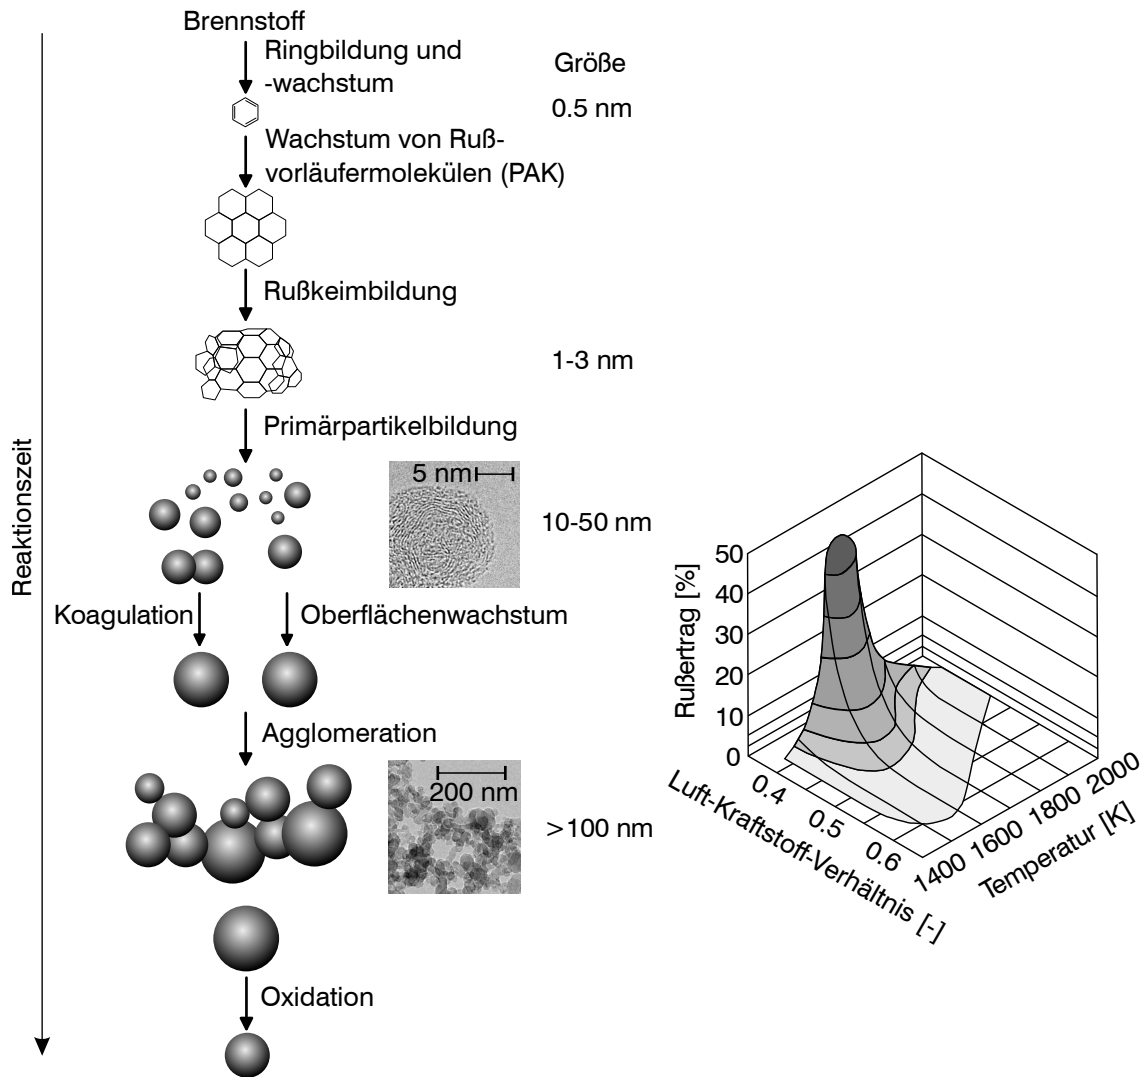 Brennstoff
Ringbildung und
-wachstum
Größe
0.5 nm
Wachstum von Ruß-
vorläufermolekülen (PAK)
Rußkeimbildung
1-3 nm
Primärpartikelbildung
5 nm
10-50 nm
Koagulation
Oberflächenwachstum
Agglomeration
200 nm
>100 nm
Oxidation
Reaktionszeit
Rußertrag [%]
50
40
30
20
10
0
0.4
0.5
0.6
Luft-Kraftstoff-Verhältnis [-]
1400
1600
1800
2000
Temperatur [K]